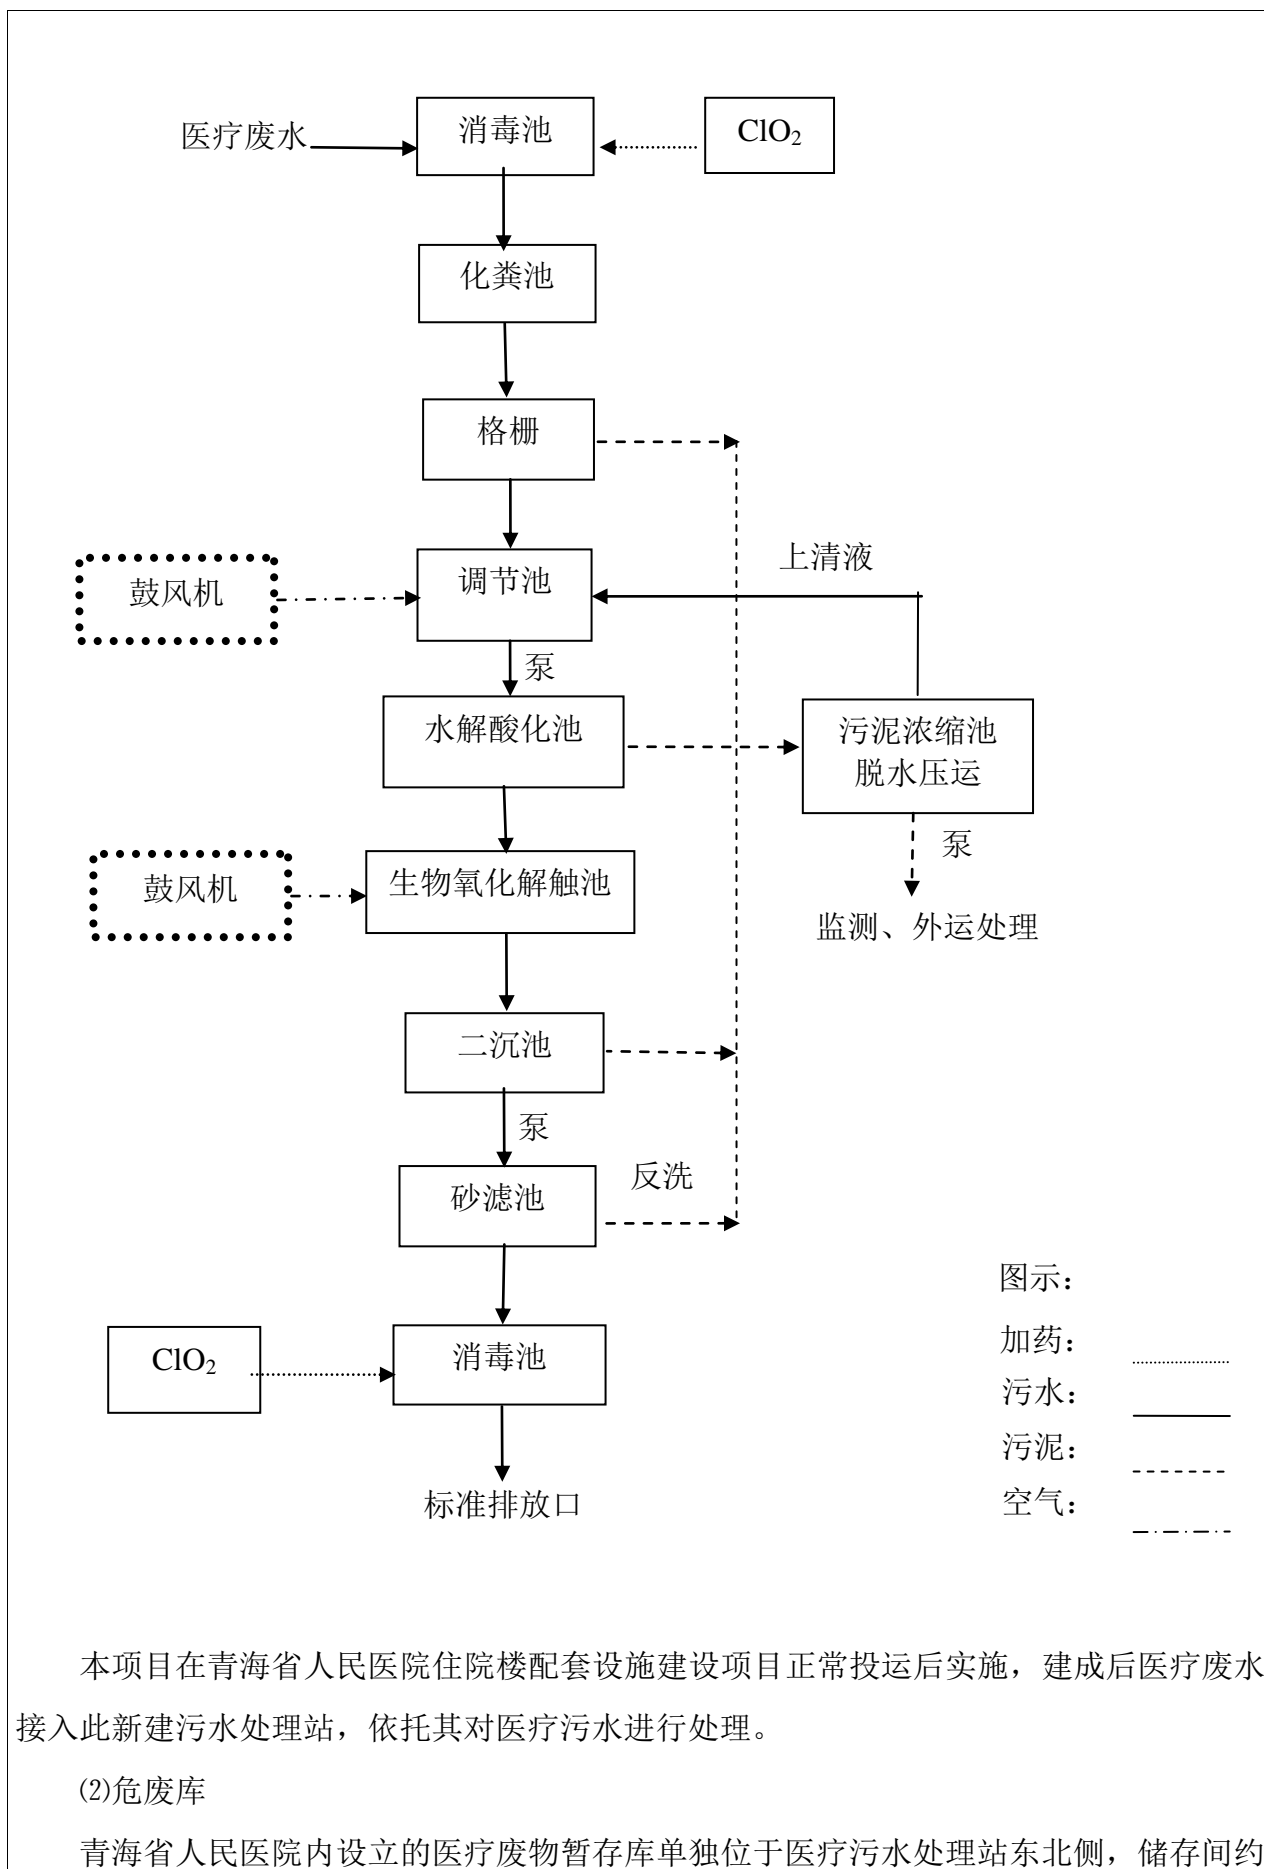 医疗废水
消毒池
ClO₂
化粪池
格栅
上清液
鼓风机
调节池
泵
水解酸化池
污泥浓缩池
脱水压运
泵
鼓风机
生物氧化解触池
监测、外运处理
二沉池
泵
反洗
砂滤池
图示：
加药：
ClO₂
消毒池
污水：
污泥：
空气：
标准排放口
本项目在青海省人民医院住院楼配套设施建设项目正常投运后实施，建成后医疗废水
接入此新建污水处理站，依托其对医疗污水进行处理。
⑵危废库
青海省人民医院内设立的医疗废物暂存库单独位于医疗污水处理站东北侧，储存间约